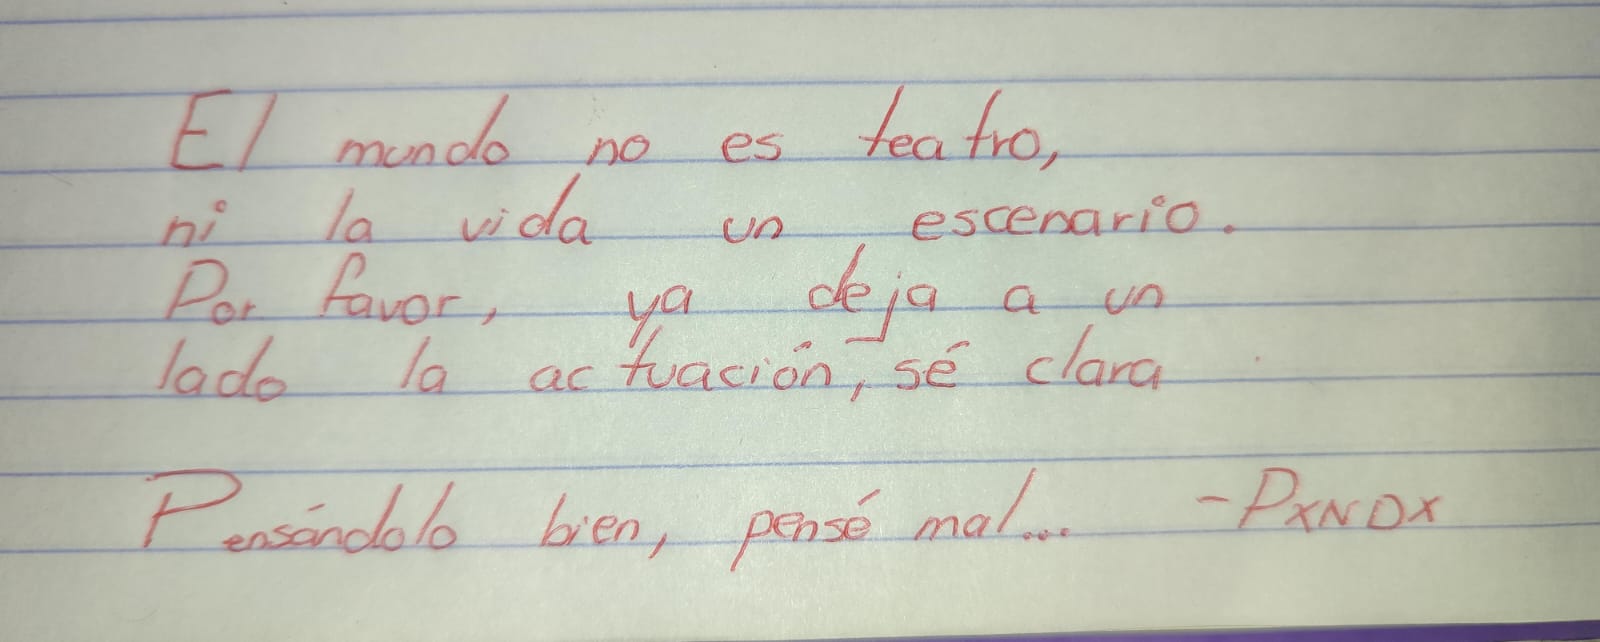 El mundo no es teatro,
ni la vida un escenario.
Por favor, ya deja a un
lado la actuación, sé clara
Pensándolo bien, pensé mal... -PXNDX